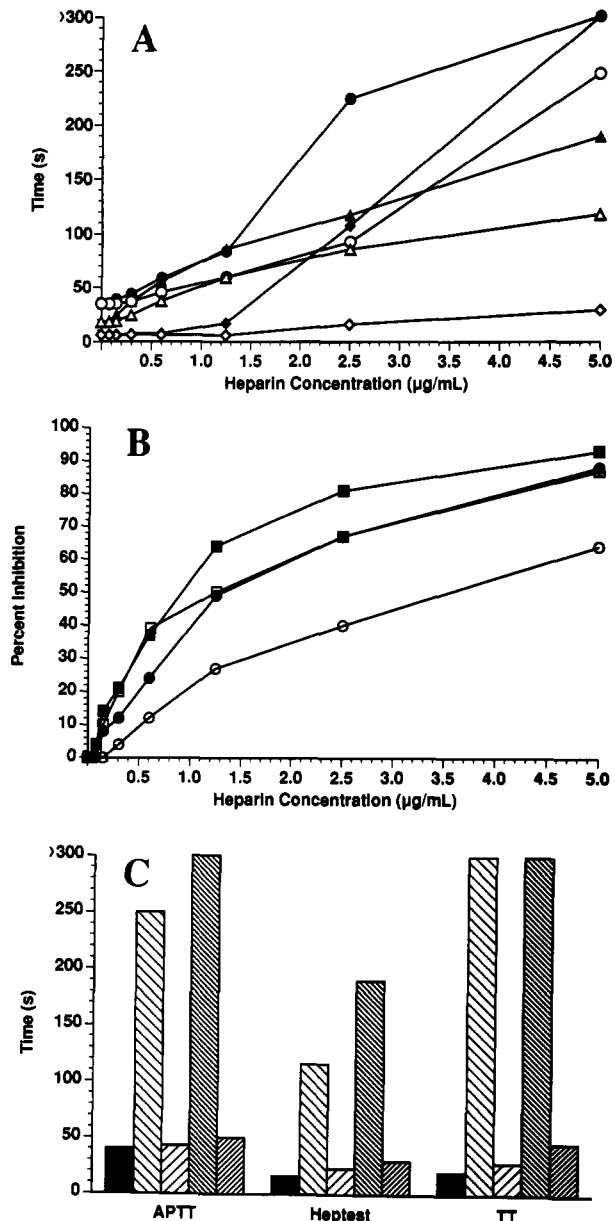 A
›300
250
200
150
100
50
0
Time (s)
0.5 1.0 1.5 2.0 2.5 3.0 3.5 4.0 4.5 5.0
Heparin Concentration (µg/mL)
B
100
90
80
70
60
50
40
30
20
10
0
Percent Inhibition
0.5 1.0 1.5 2.0 2.5 3.0 3.5 4.0 4.5 5.0
Heparin Concentration (µg/mL)
C
›300
250
200
150
100
50
0
Time (s)
APTT Heptest TT